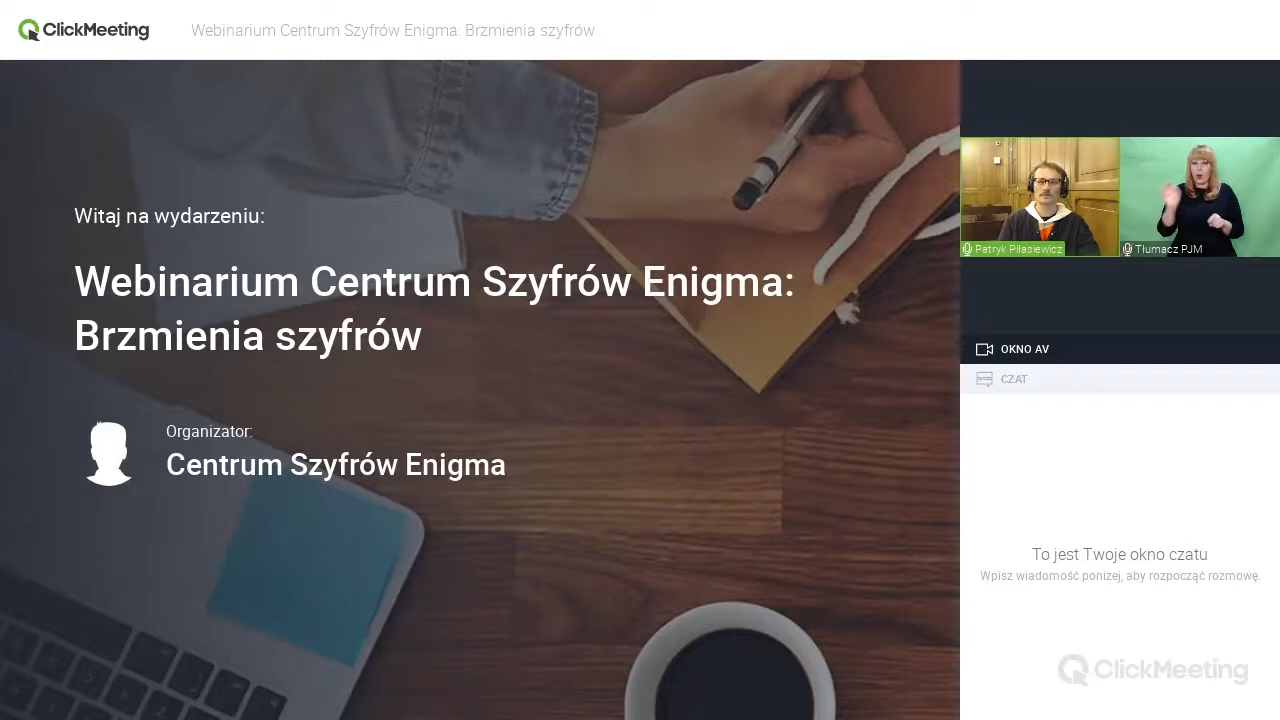 ClickMeeting
Webinarium Centrum Szyfrów Enigma: Brzmienia szyfrów
Witaj na wydarzeniu:
Webinarium Centrum Szyfrów Enigma:
Brzmienia szyfrów
Organizator:
Centrum Szyfrów Enigma
Patryk Piłasiewicz
Tłumacz PJM
OKNO AV
CZAT
To jest Twoje okno czatu
Wpisz wiadomość poniżej, aby rozpocząć rozmowę.
ClickMeeting